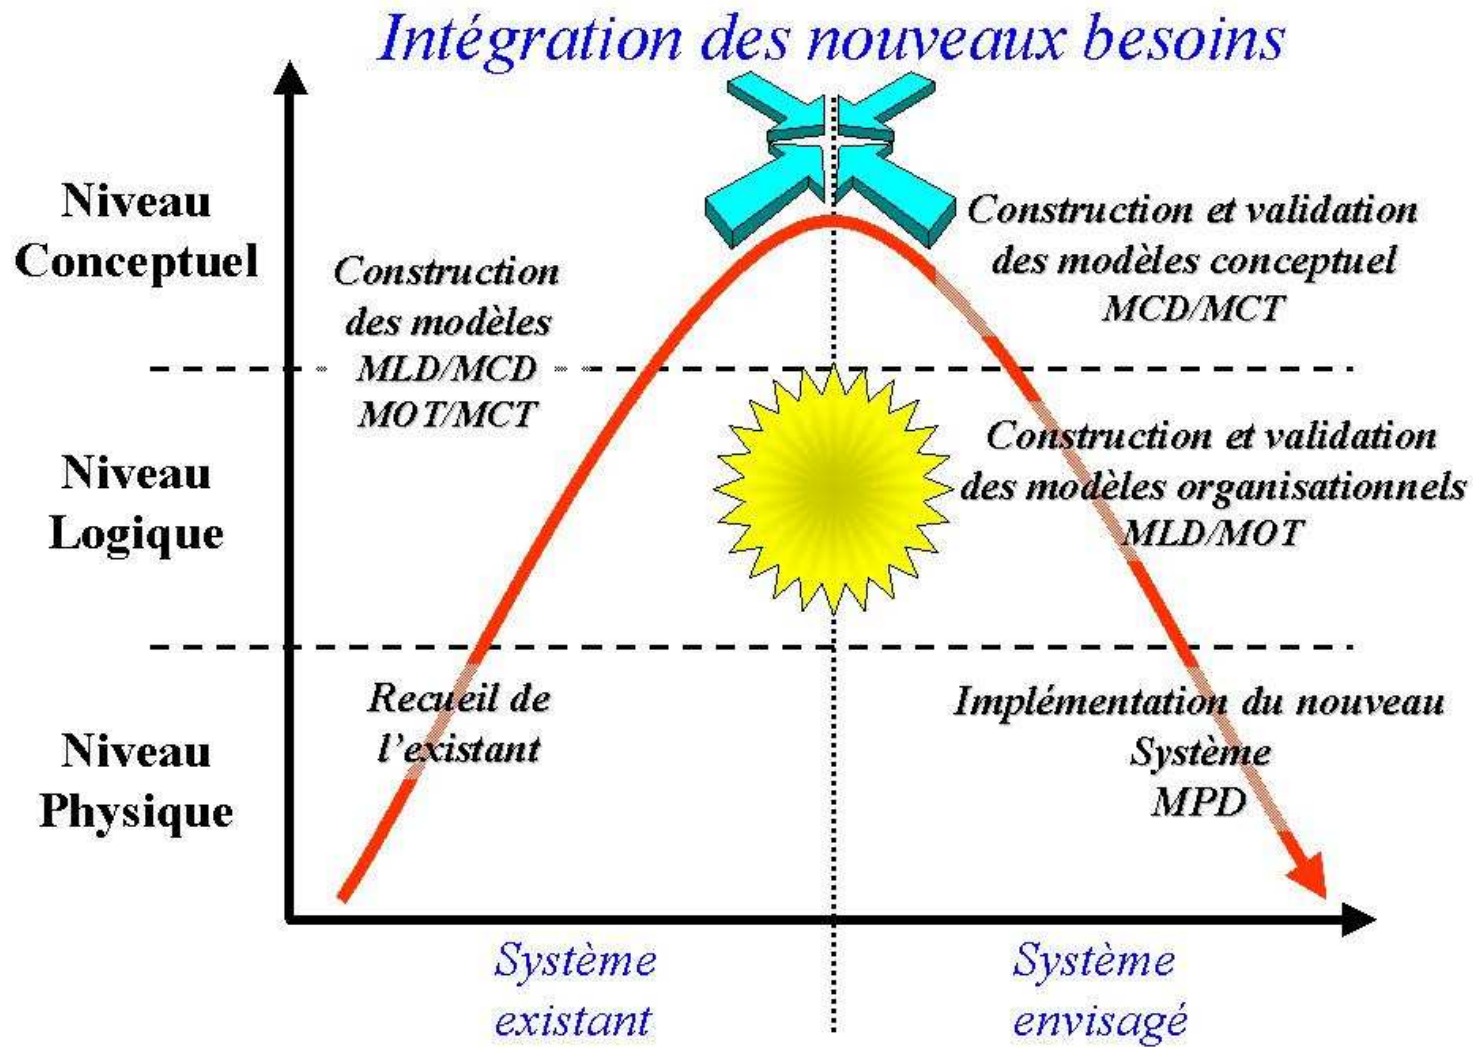 Intégration des nouveaux besoins
Niveau
Conceptuel
Construction
des modèles
MLD/MCD
MOT/MCT
Construction et validation
des modèles conceptuel
MCD/MCT
Niveau
Logique
Construction et validation
des modèles organisationnels
MLD/MOT
Niveau
Physique
Recueil de
l'existant
Implémentation du nouveau
Système
MPD
Système
existant
Système
envisagé